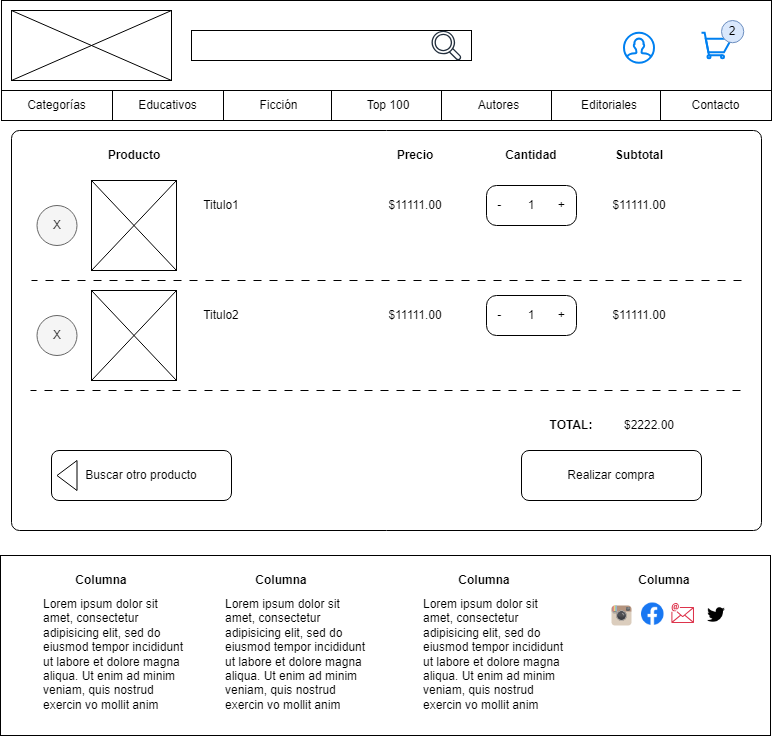 2
Categorías
Educativos
Ficción
Top 100
Autores
Editoriales
Contacto
Producto
Precio
Cantidad
Subtotal
X
Titulo1
$11111.00
- 1 +
$11111.00
X
Titulo2
$11111.00
- 1 +
$11111.00
TOTAL: $2222.00
Buscar otro producto
Realizar compra
Columna
Lorem ipsum dolor sit
amet, consectetur
adipisicing elit, sed do
eiusmod tempor incididunt
ut labore et dolore magna
aliqua. Ut enim ad minim
veniam, quis nostrud
exercin vo mollit anim
Columna
Lorem ipsum dolor sit
amet, consectetur
adipisicing elit, sed do
eiusmod tempor incididunt
ut labore et dolore magna
aliqua. Ut enim ad minim
veniam, quis nostrud
exercin vo mollit anim
Columna
Lorem ipsum dolor sit
amet, consectetur
adipisicing elit, sed do
eiusmod tempor incididunt
ut labore et dolore magna
aliqua. Ut enim ad minim
veniam, quis nostrud
exercin vo mollit anim
Columna
@